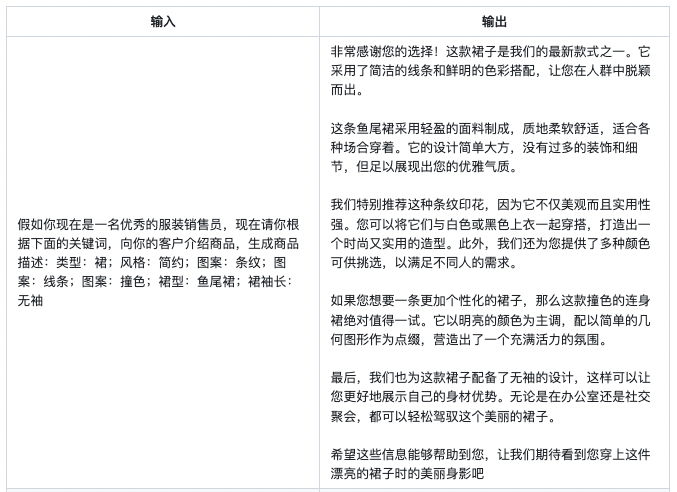 输入
输出
假如你现在是一名优秀的服装销售员，现在请你根
据下面的关键词，向你的客户介绍商品，生成商品
描述：类型：裙；风格：简约；图案：条纹；图
案：线条；图案：撞色；裙型：鱼尾裙；裙袖长：
无袖
非常感谢您的选择！这款裙子是我们的最新款式之一。它
采用了简洁的线条和鲜明的色彩搭配，让您在人群中脱颖
而出。
这条鱼尾裙采用轻盈的面料制成，质地柔软舒适，适合各
种场合穿着。它的设计简单大方，没有过多的装饰和细
节，但足以展现出您的优雅气质。
我们特别推荐这种条纹印花，因为它不仅美观而且实用性
强。您可以将它们与白色或黑色上衣一起穿搭，打造出一
个时尚又实用的造型。此外，我们还为您提供了多种颜色
可供挑选，以满足不同人的需求。
如果您想要一条更加个性化的裙子，那么这款撞色的连身
裙绝对值得一试。它以明亮的颜色为主调，配以简单的几
何图形作为点缀，营造出了一个充满活力的氛围。
最后，我们也为这款裙子配备了无袖的设计，这样可以让
您更好地展示自己的身材优势。无论是在办公室还是社交
聚会，都可以轻松驾驭这个美丽的裙子。
希望这些信息能够帮助到您，让我们期待看到您穿上这件
漂亮的裙子时的美丽身影吧